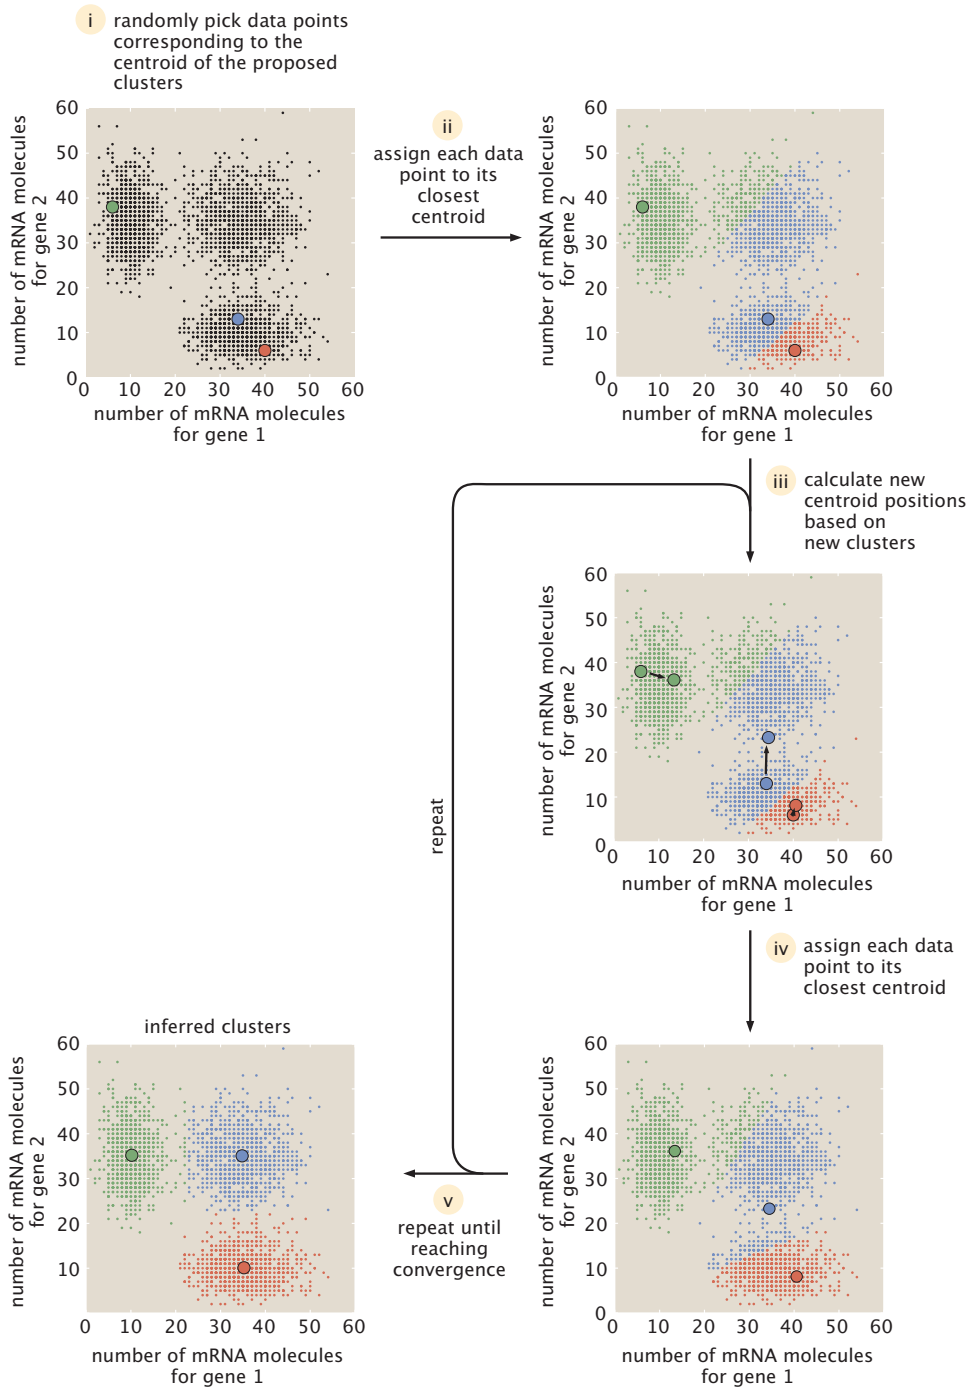 i
randomly pick data points
corresponding to the
centroid of the proposed
clusters
60
50
40
30
20
10
0
0 10 20 30 40 50 60
number of mRNA molecules
for gene 2
number of mRNA molecules
for gene 1
ii
assign each data
point to its
closest
centroid
60
50
40
30
20
10
0
0 10 20 30 40 50 60
number of mRNA molecules
for gene 2
number of mRNA molecules
for gene 1
iii
calculate new
centroid positions
based on
new clusters
60
50
40
30
20
10
0
0 10 20 30 40 50 60
number of mRNA molecules
for gene 2
number of mRNA molecules
for gene 1
repeat
iv
assign each data
point to its
closest centroid
60
50
40
30
20
10
0
0 10 20 30 40 50 60
number of mRNA molecules
for gene 2
number of mRNA molecules
for gene 1
v
repeat until
reaching
convergence
inferred clusters
60
50
40
30
20
10
0 10 20 30 40 50 60
number of mRNA molecules
for gene 2
number of mRNA molecules
for gene 1